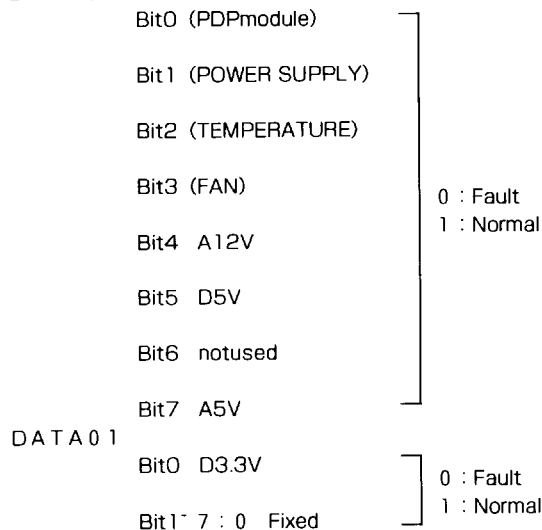 Bit0 (PDPmodule)
Bit1 (POWER SUPPLY)
Bit2 (TEMPERATURE)
Bit3 (FAN)
0 : Fault
1 : Normal
Bit4 A12V
Bit5 D5V
Bit6 notused
Bit7 A5V
DATA01
Bit0 D3.3V
0 : Fault
1 : Normal
Bit1- 7 : 0 Fixed